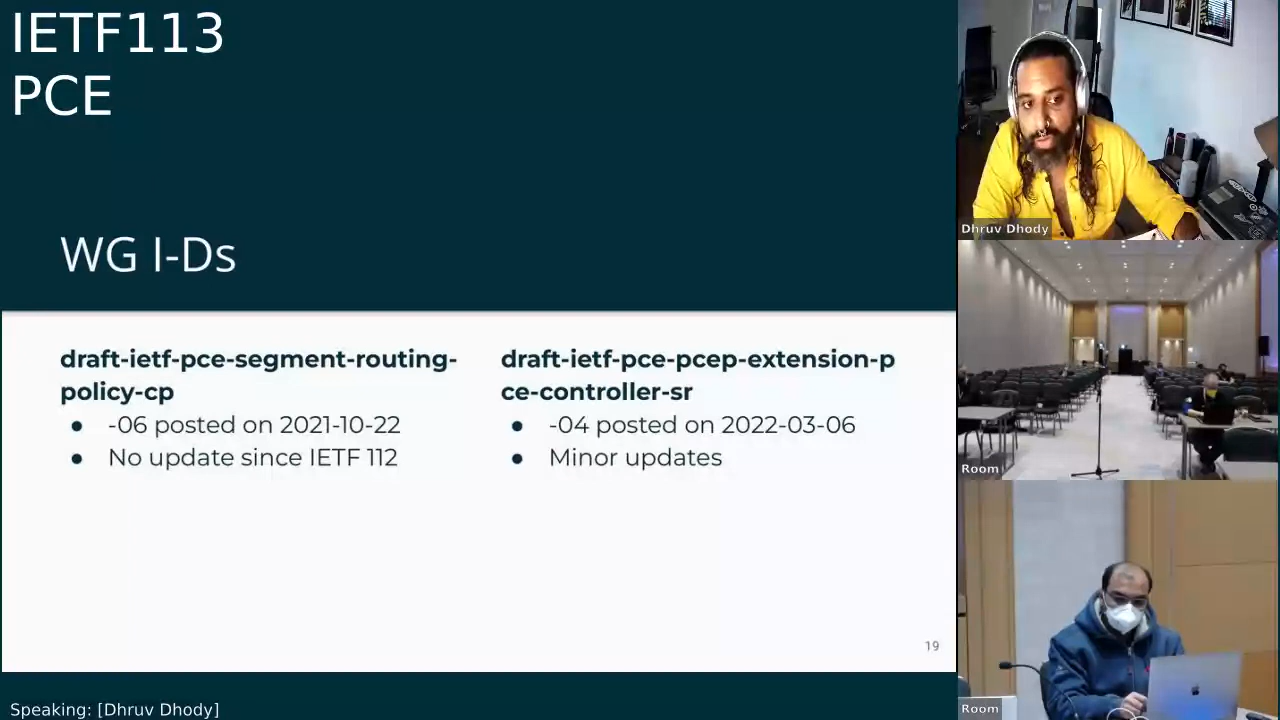 IETF113
PCE
WG I-Ds
draft-ietf-pce-segment-routing-
policy-cp
● -06 posted on 2021-10-22
● No update since IETF 112
draft-ietf-pce-pcep-extension-p
ce-controller-sr
● -04 posted on 2022-03-06
● Minor updates
19
Speaking: [Dhruv Dhody]
Dhruv Dhody
Room
Room